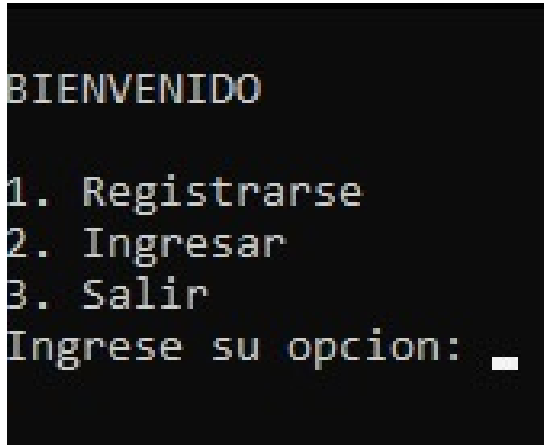 BIENVENIDO
1. Registrarse
2. Ingresar
3. Salir
Ingrese su opcion: